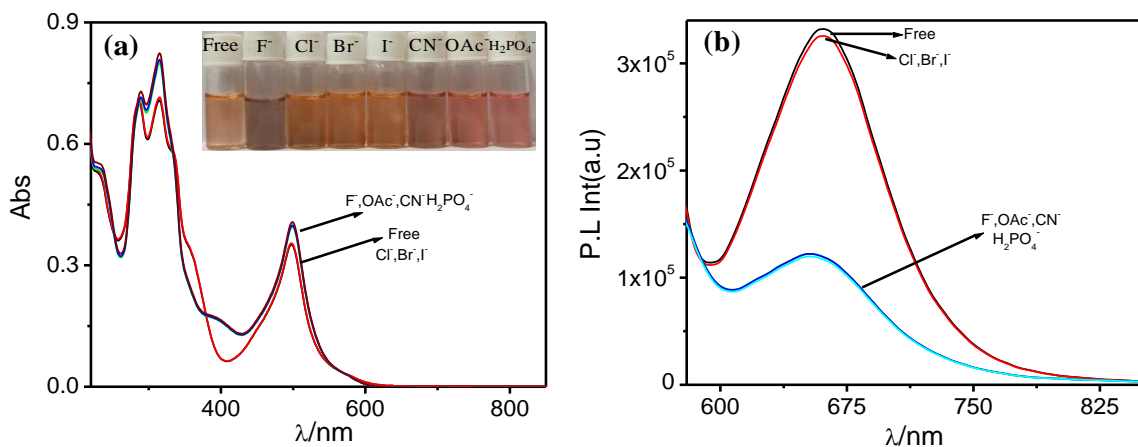 (a)
Free F⁻ Cl⁻ Br⁻ I⁻ CN⁻ OAc⁻ H₂PO₄⁻
F⁻,OAc⁻,CN⁻H₂PO₄⁻
Free
Cl⁻,Br⁻,I⁻
Abs
0.9
0.6
0.3
0.0
400 600 800
λ/nm
(b)
Free
Cl⁻,Br⁻,I⁻
F⁻,OAc⁻,CN⁻
H₂PO₄⁻
P.L Int(a.u)
3x10⁵
2x10⁵
1x10⁵
0
600 675 750 825
λ/nm